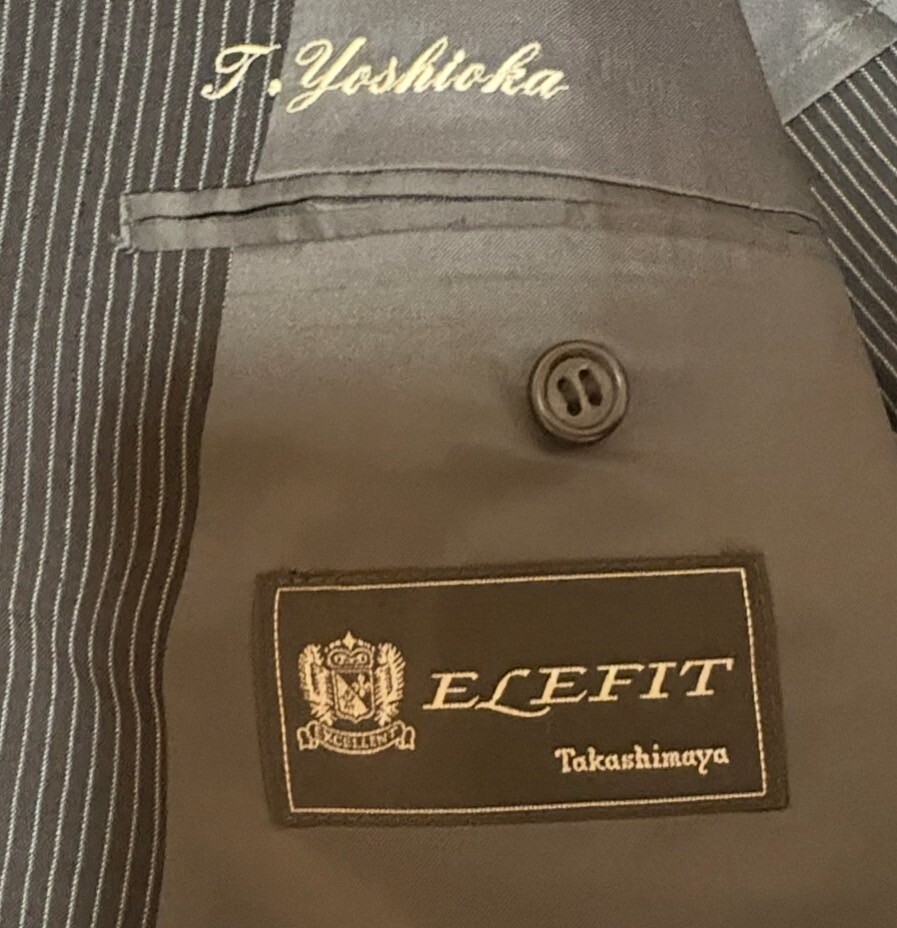 T. Yoshioka
EXCELLENT
ELEFIT
Takashimaya